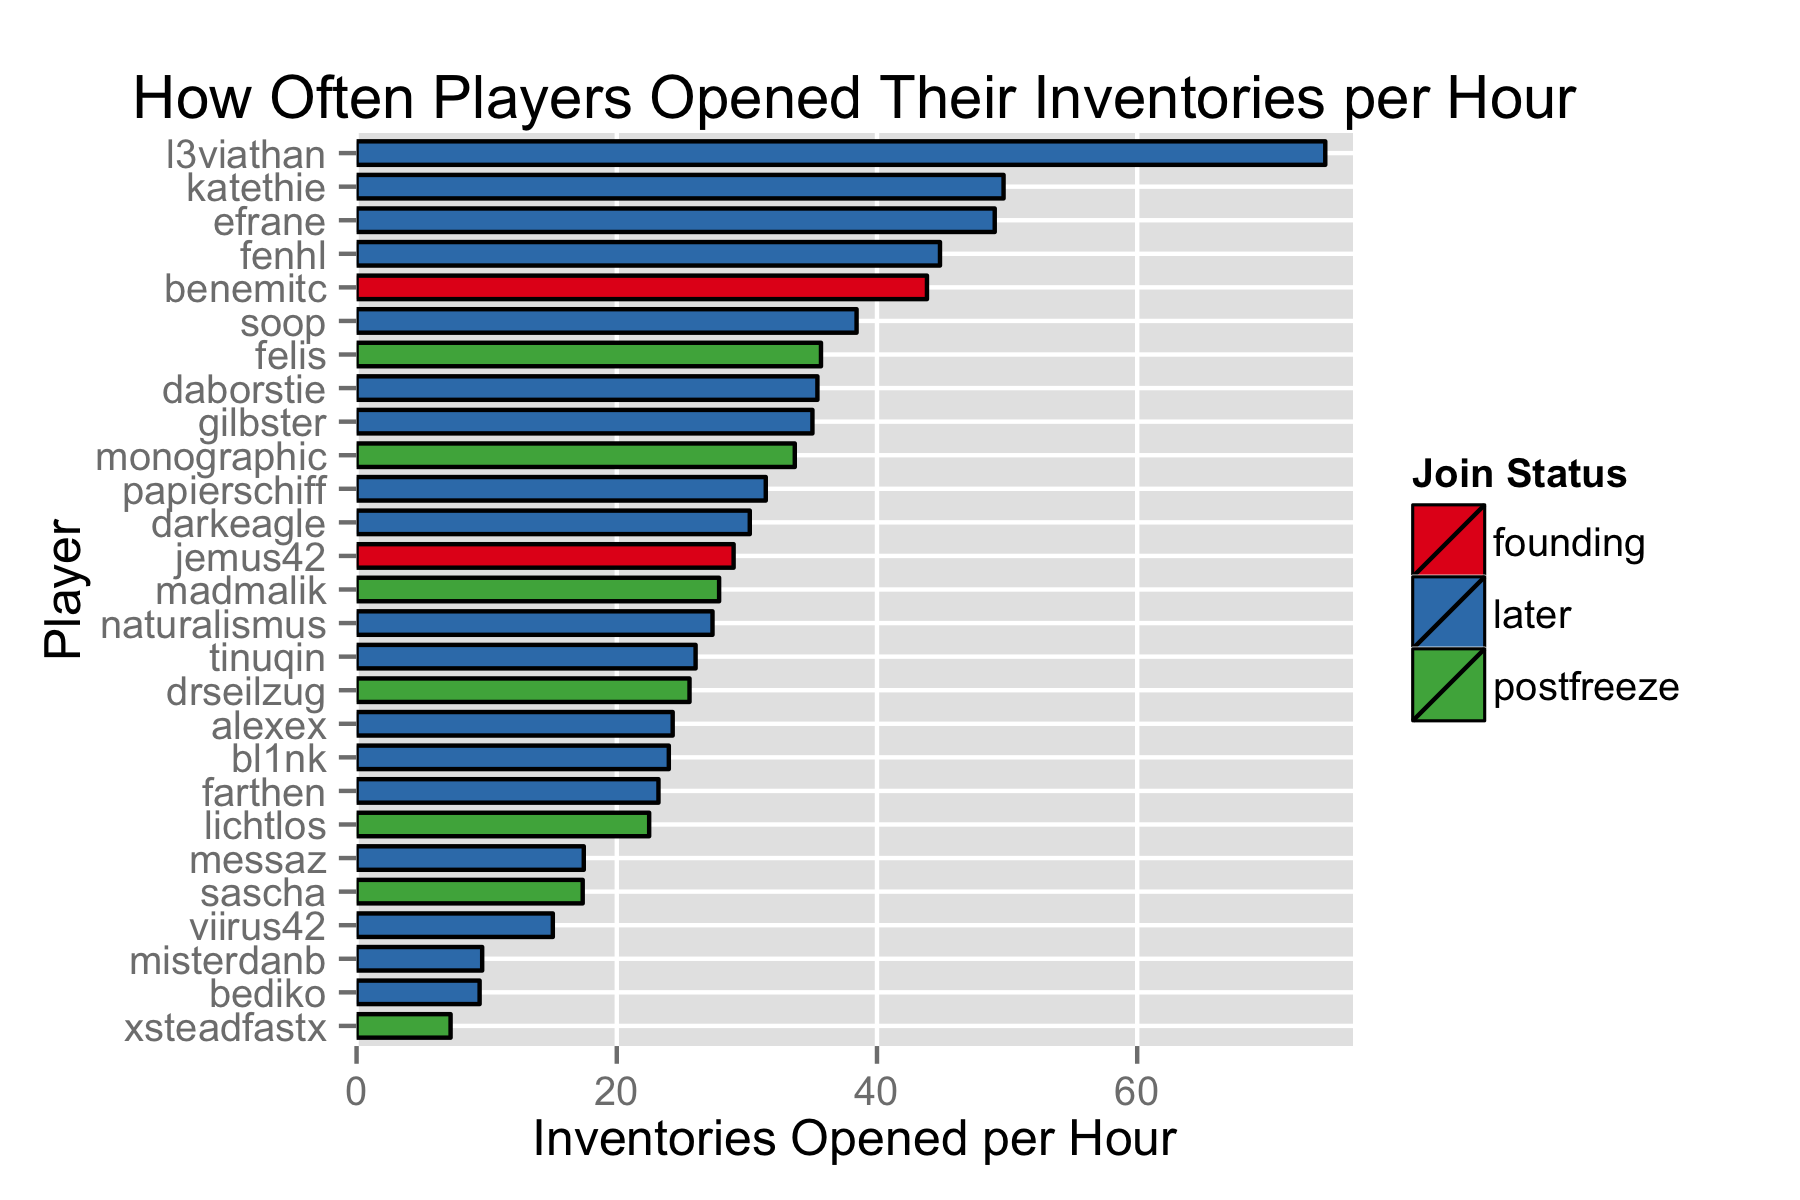 How Often Players Opened Their Inventories per Hour
l3viathan
katethie
efrane
fenhl
benemitc
soop
felis
daborstie
gilbster
monographic
papierschiff
darkeagle
jemus42
madmalik
naturalismus
tinuqin
drseilzug
alexex
bl1nk
farthen
lichtlos
messaz
sascha
viirus42
misterdanb
bediko
xsteadfastx
Player
0 20 40 60
Inventories Opened per Hour
Join Status
founding
later
postfreeze